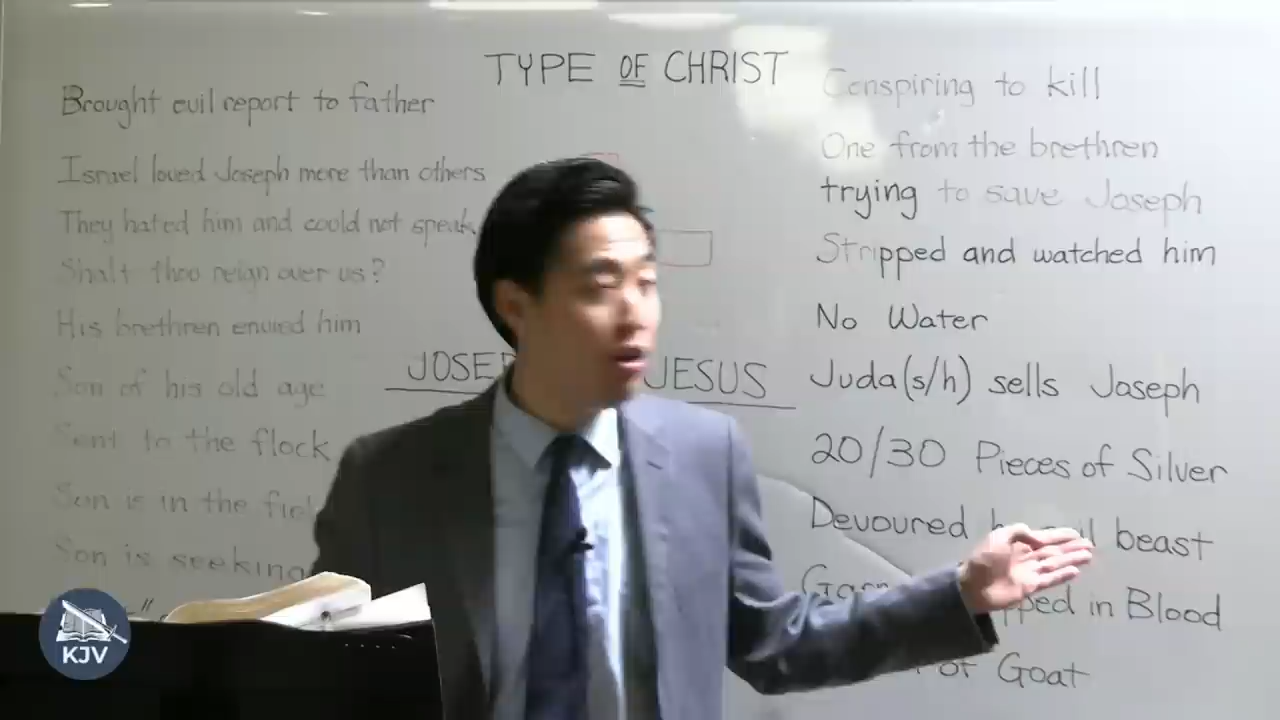 TYPE OF CHRIST
Brought evil report to father
Israel loved Joseph more than others
They hated him and could not speak
Shalt thou reign over us?
His brethren envied him
Son of his old age
Sent to the flock
Son is in the
Son is seeking
JOSEP
JESUS
Conspiring to kill
One from the brethren
trying to save Joseph
Stripped and watched him
No Water
Juda(s/h) sells Joseph
20/30 Pieces of Silver
Devoured beast
in Blood
of Goat
KJV